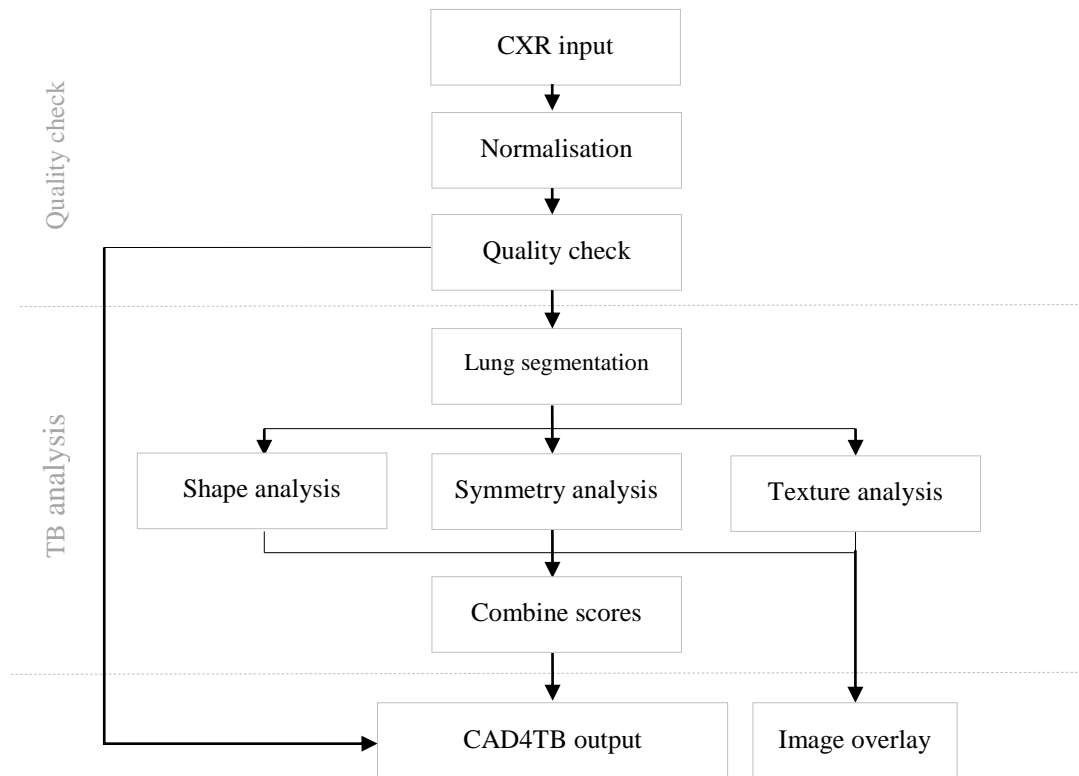 CXR input
Quality check
Normalisation
Quality check
Lung segmentation
TB analysis
Shape analysis
Symmetry analysis
Texture analysis
Combine scores
CAD4TB output
Image overlay